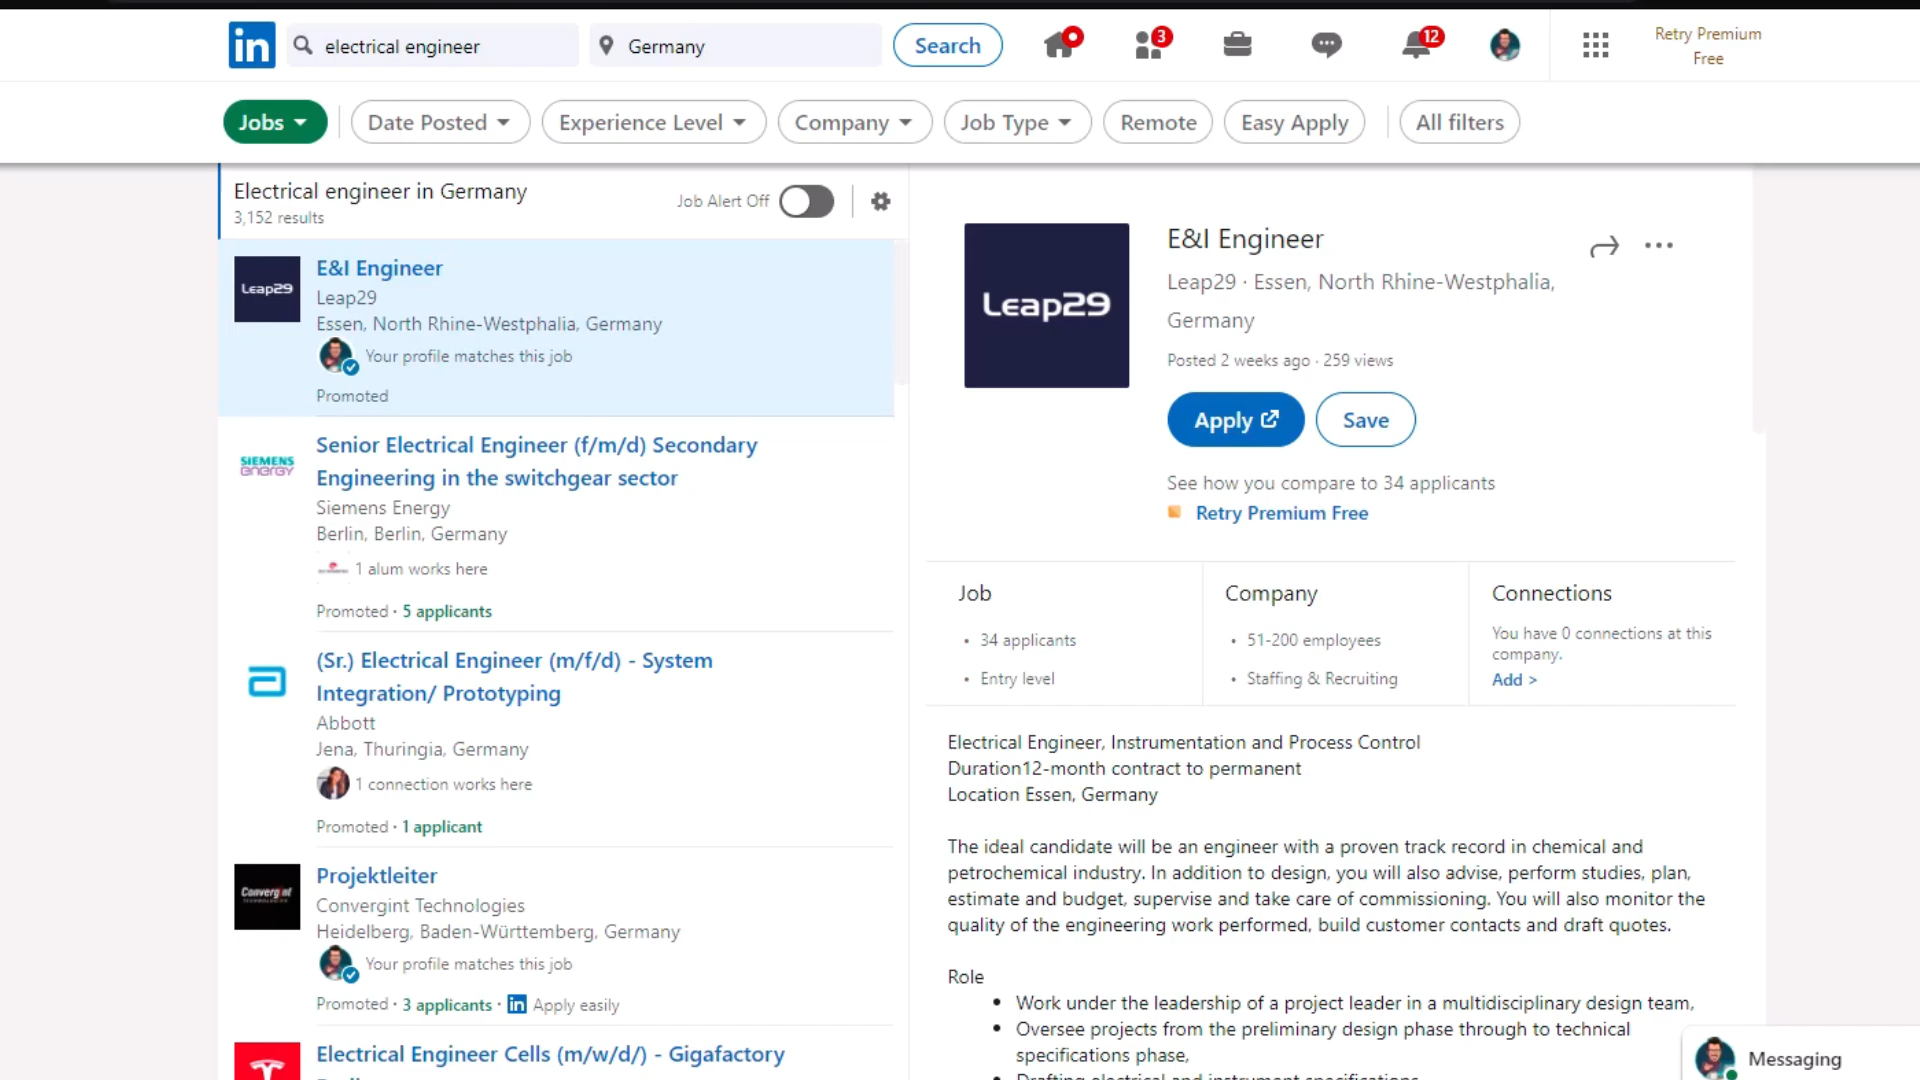 in
electrical engineer
Germany
Search
3
12
Retry Premium
Free
Jobs
Date Posted
Experience Level
Company
Job Type
Remote
Easy Apply
All filters
Electrical engineer in Germany
3,152 results
Job Alert Off
Leap29
E&I Engineer
Leap29
Essen, North Rhine-Westphalia, Germany
Your profile matches this job
Promoted
SIEMENS
energy
Senior Electrical Engineer (f/m/d) Secondary
Engineering in the switchgear sector
Siemens Energy
Berlin, Berlin, Germany
1 alum works here
Promoted · 5 applicants
(Sr.) Electrical Engineer (m/f/d) - System
Integration/ Prototyping
Abbott
Jena, Thuringia, Germany
1 connection works here
Promoted · 1 applicant
Convergint
Projektleiter
Convergint Technologies
Heidelberg, Baden-Württemberg, Germany
Your profile matches this job
Promoted · 3 applicants · in Apply easily
Electrical Engineer Cells (m/w/d/) - Gigafactory
Leap29
E&I Engineer
Leap29 · Essen, North Rhine-Westphalia,
Germany
Posted 2 weeks ago · 259 views
Apply
Save
See how you compare to 34 applicants
Retry Premium Free
Job
• 34 applicants
• Entry level
Company
• 51-200 employees
• Staffing & Recruiting
Connections
You have 0 connections at this
company.
Add >
Electrical Engineer, Instrumentation and Process Control
Duration12-month contract to permanent
Location Essen, Germany
The ideal candidate will be an engineer with a proven track record in chemical and
petrochemical industry. In addition to design, you will also advise, perform studies, plan,
estimate and budget, supervise and take care of commissioning. You will also monitor the
quality of the engineering work performed, build customer contacts and draft quotes.
Role
• Work under the leadership of a project leader in a multidisciplinary design team,
• Oversee projects from the preliminary design phase through to technical
specifications phase,
• Drafting electrical and instrument specifications
Messaging